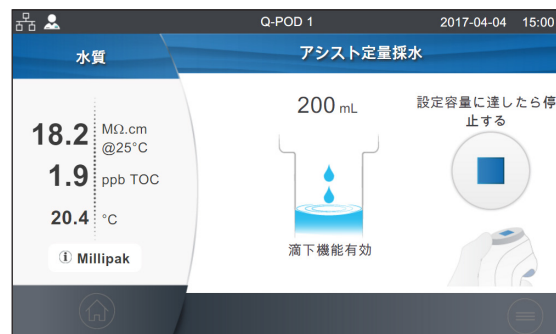 Q-POD 1
2017-04-04 15:00
水質
アシスト定量採水
18.2 MΩ.cm @25°C
1.9 ppb TOC
20.4 °C
Millipak
200 mL
滴下機能有効
設定容量に達したら停
止する